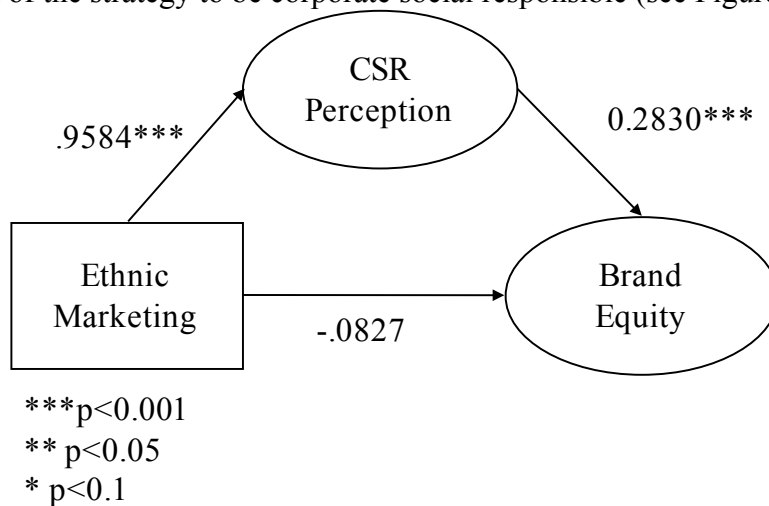 of the strategy to be corporate social responsible (see Figure
CSR
Perception
.9584***
0.2830***
Ethnic
Marketing
Brand
Equity
-.0827
***p<0.001
** p<0.05
* p<0.1